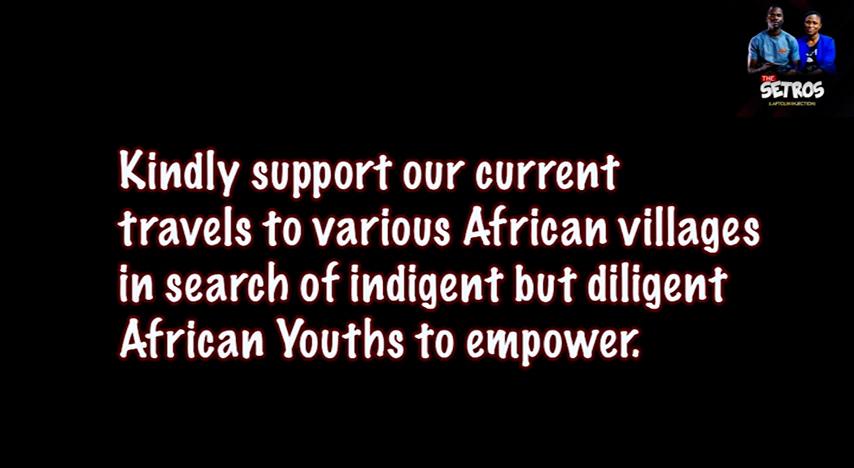 THE
SETROS
Kindly support our current
travels to various African villages
in search of indigent but diligent
African Youths to empower.